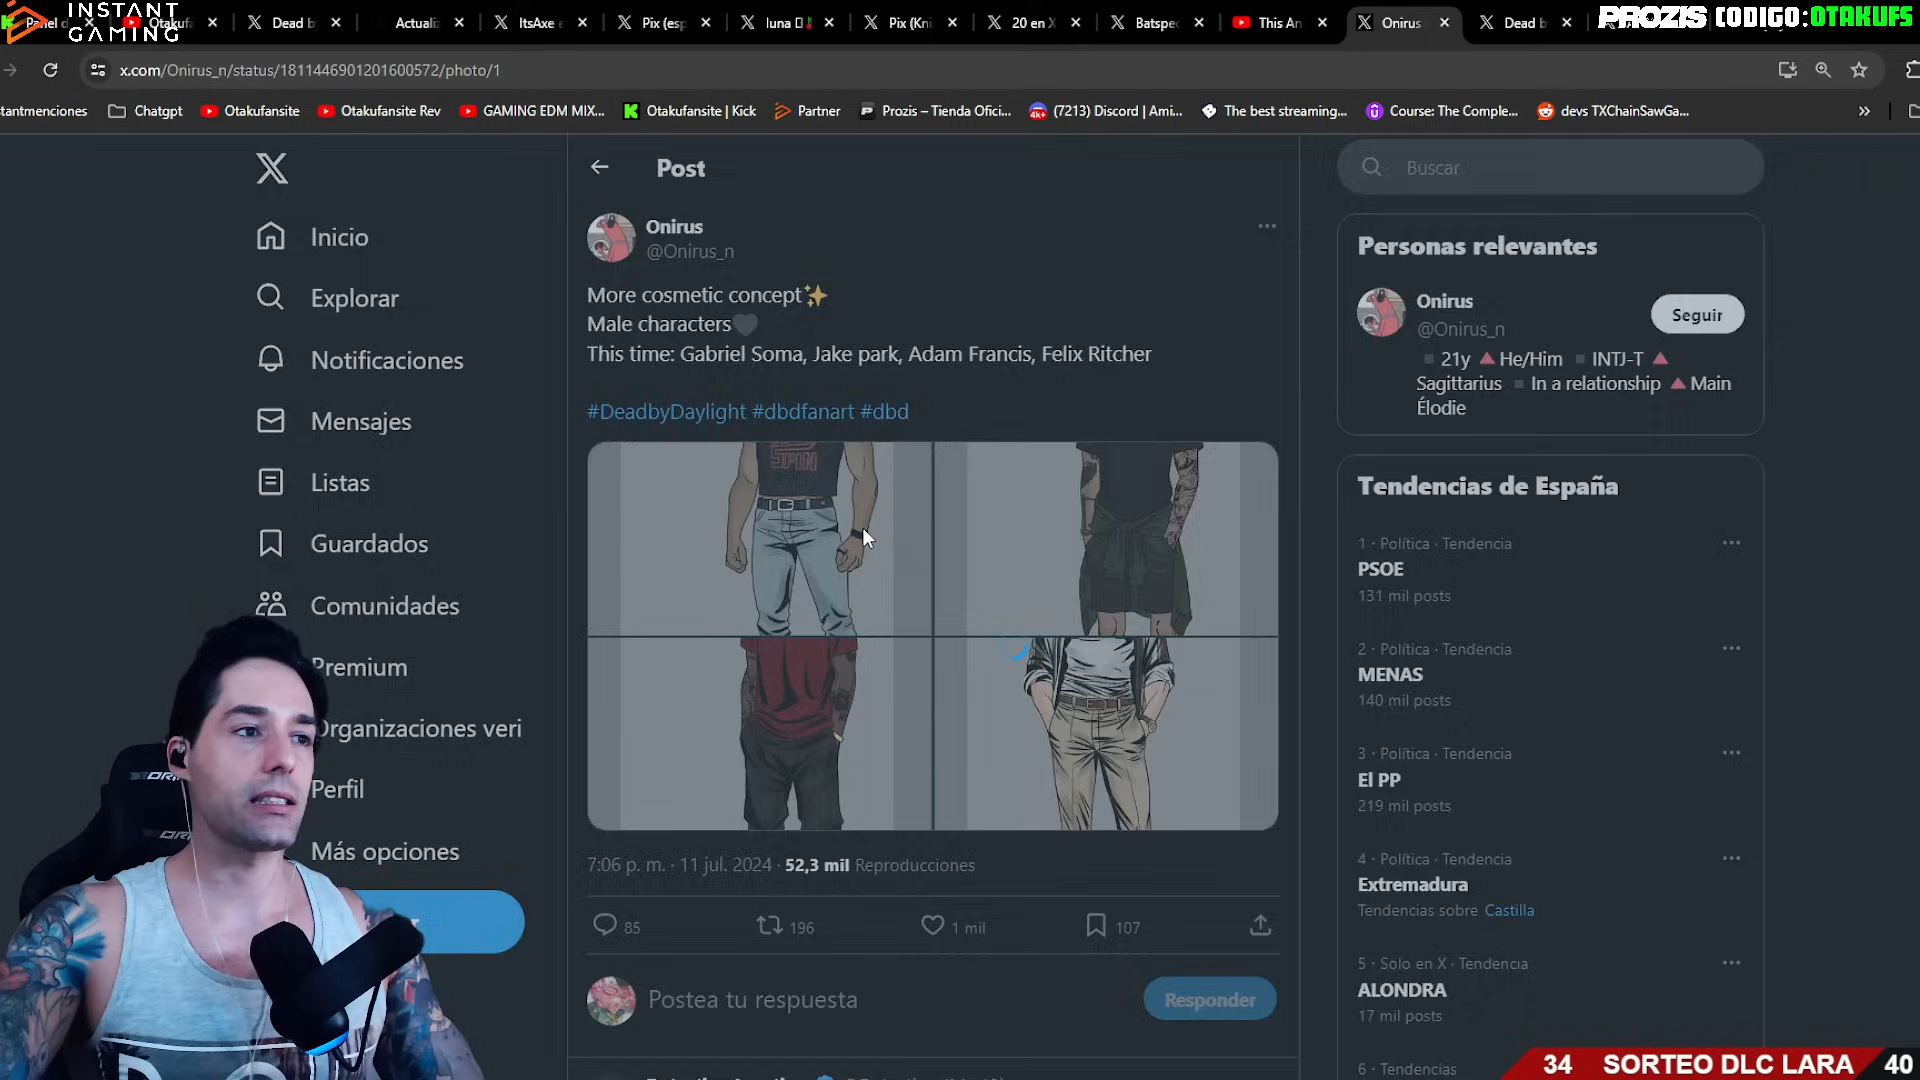 INSTANT
GAMING
Panel d
Otakuf
Dead b
Actualiz
ItsAxe e
Pix (esp
luna
Pix (Kni
20 en X
Batspe
This An
Onirus
Dead b
PROZIS CODIGO:OTAKUFS
x.com/Onirus_n/status/1811446901201600572/photo/1
stantmenciones
Chatgpt
Otakufansite
Otakufansite Rev
GAMING EDM MIX...
Otakufansite | Kick
Partner
Prozis – Tienda Ofici...
(7213) Discord | Ami...
The best streaming...
Course: The Comple...
devs TXChainSawGa...
Inicio
Explorar
Notificaciones
Mensajes
Listas
Guardados
Comunidades
Premium
Organizaciones veri
Perfil
Más opciones
Post
Onirus
@Onirus_n
More cosmetic concept✨
Male characters🖤
This time: Gabriel Soma, Jake park, Adam Francis, Felix Ritcher
#DeadbyDaylight #dbdfanart #dbd
SPIN
7:06 p. m. · 11 jul. 2024 · 52,3 mil Reproducciones
85
196
1 mil
107
Postea tu respuesta
Responder
Buscar
Personas relevantes
Onirus
@Onirus_n
Seguir
21y 🔺He/Him ▪ INTJ-T 🔺
Sagittarius ▪ In a relationship 🔺 Main
Élodie
Tendencias de España
1 · Política · Tendencia
PSOE
131 mil posts
2 · Política · Tendencia
MENAS
140 mil posts
3 · Política · Tendencia
El PP
219 mil posts
4 · Política · Tendencia
Extremadura
Tendencias sobre Castilla
5 · Solo en X · Tendencia
ALONDRA
17 mil posts
6 · Tendencias
34 SORTEO DLC LARA 40